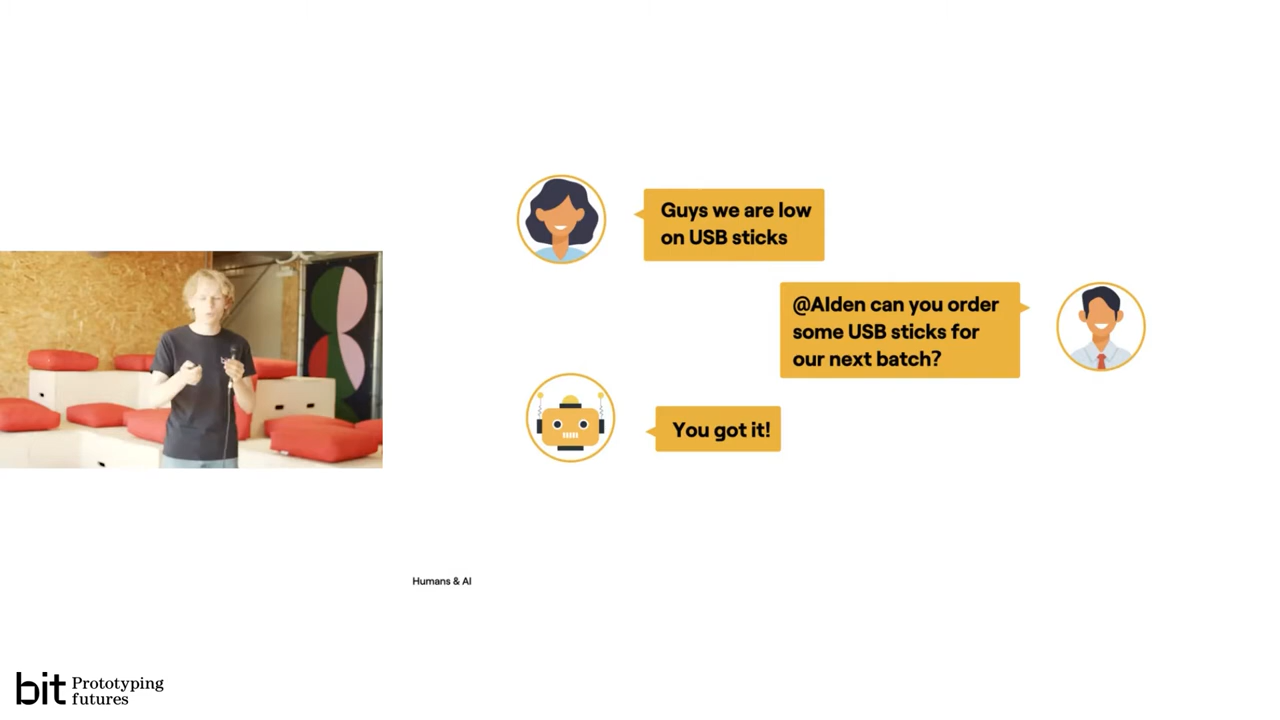 Guys we are low
on USB sticks
@AIden can you order
some USB sticks for
our next batch?
You got it!
Humans & AI
bit Prototyping
futures